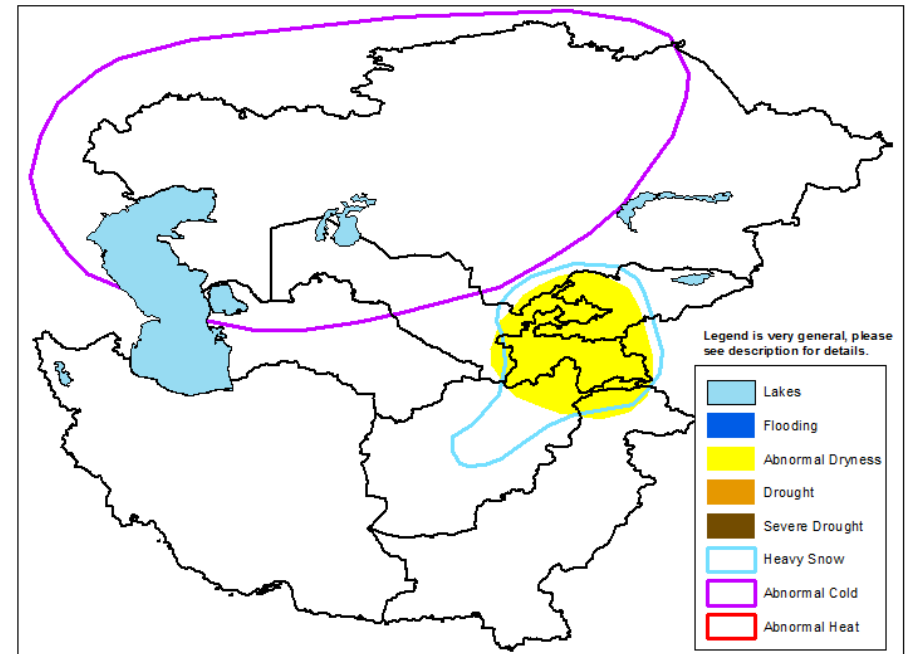 Legend is very general, please
see description for details.
Lakes
Flooding
Abnormal Dryness
Drought
Severe Drought
Heavy Snow
Abnormal Cold
Abnormal Heat